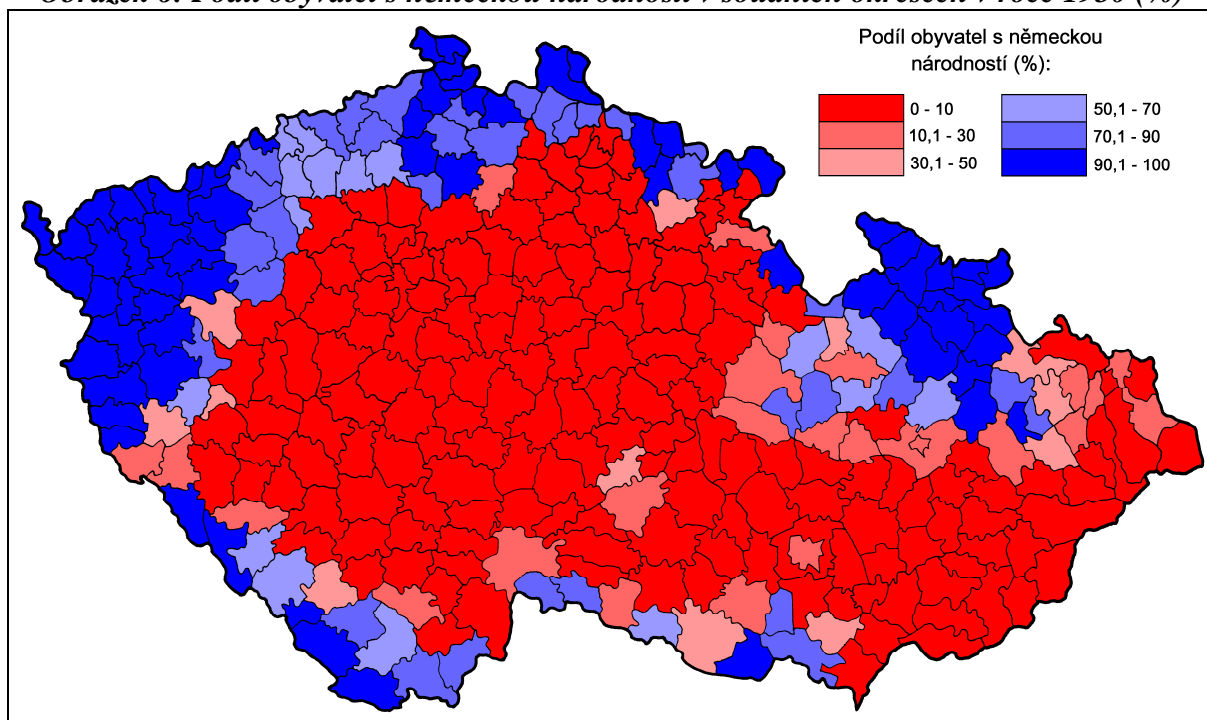 Obrázek 6: Podíl obyvatel s německou národností v soudních okresech v roce 1930 (%)
Podíl obyvatel s německou
národností (%):
0 - 10
10,1 - 30
30,1 - 50
50,1 - 70
70,1 - 90
90,1 - 100